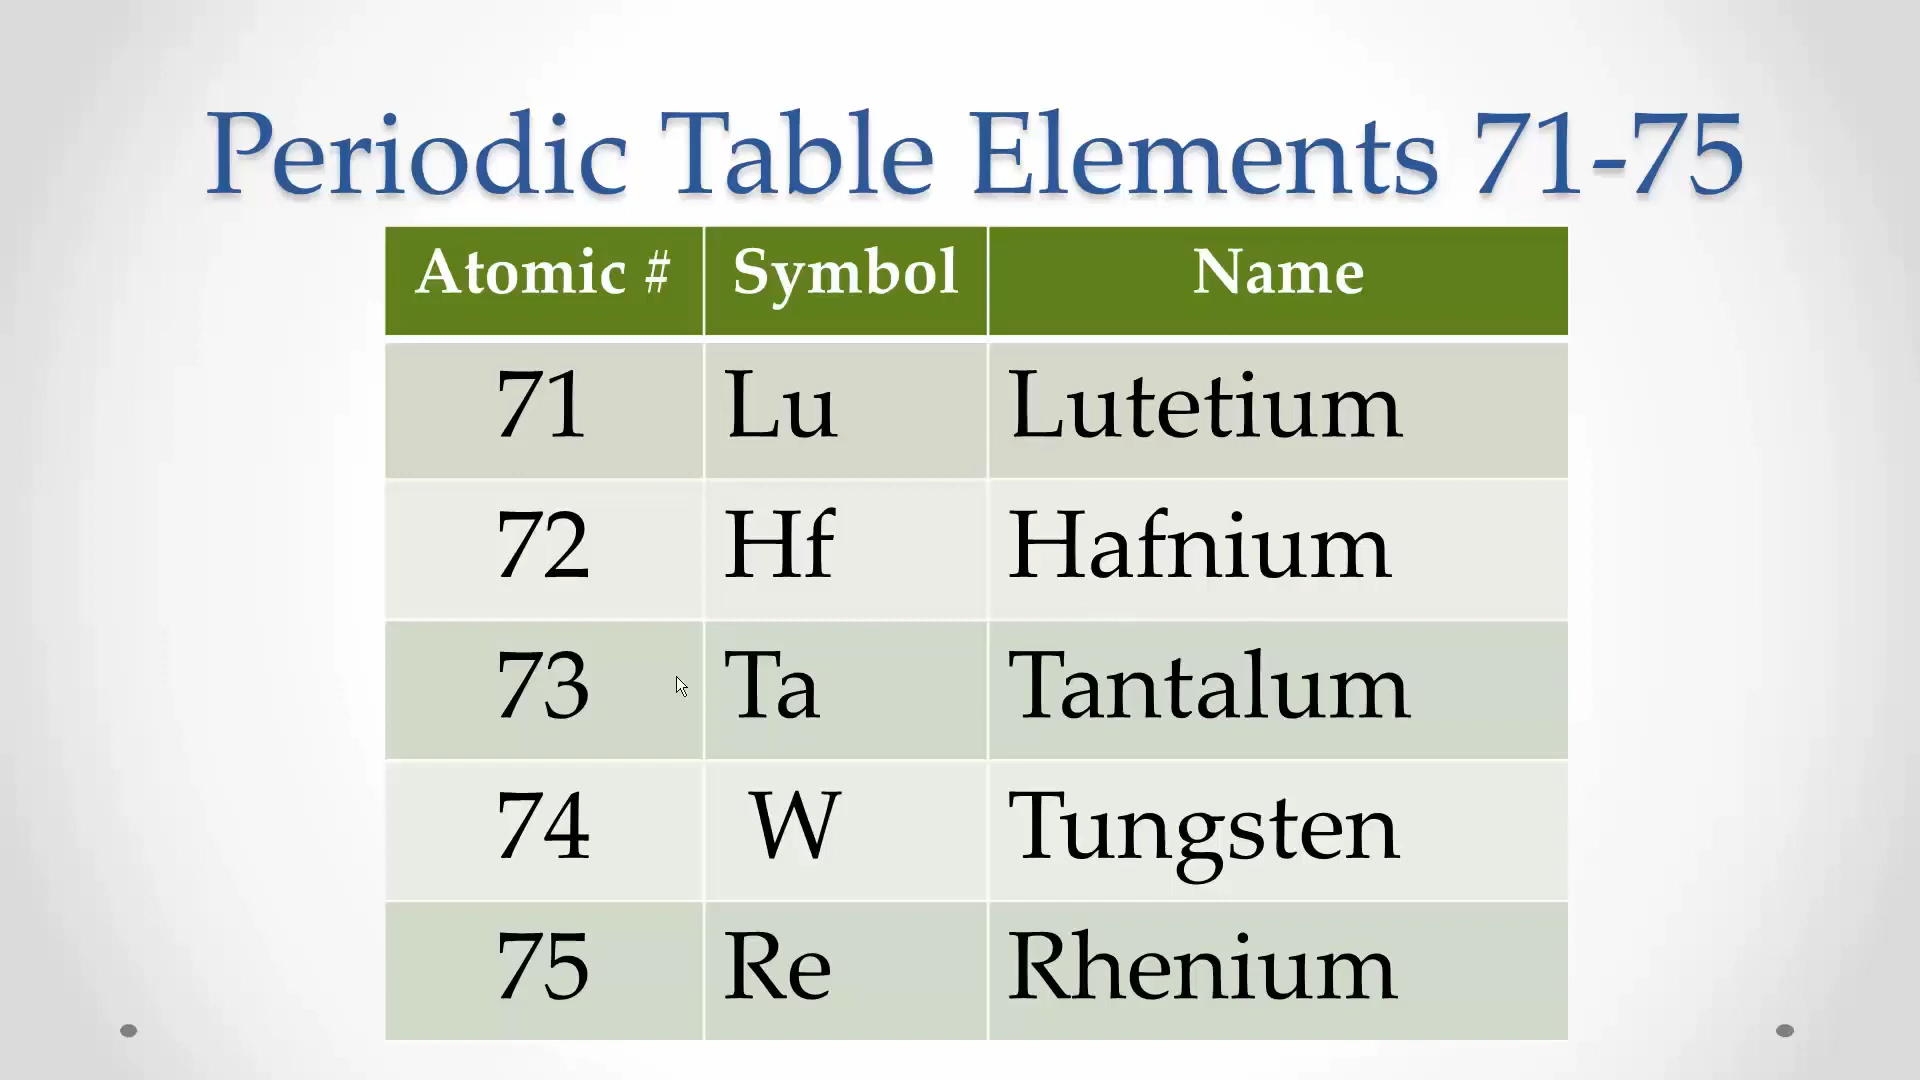 Periodic Table Elements 71-75
Atomic # Symbol Name
71 Lu Lutetium
72 Hf Hafnium
73 Ta Tantalum
74 W Tungsten
75 Re Rhenium